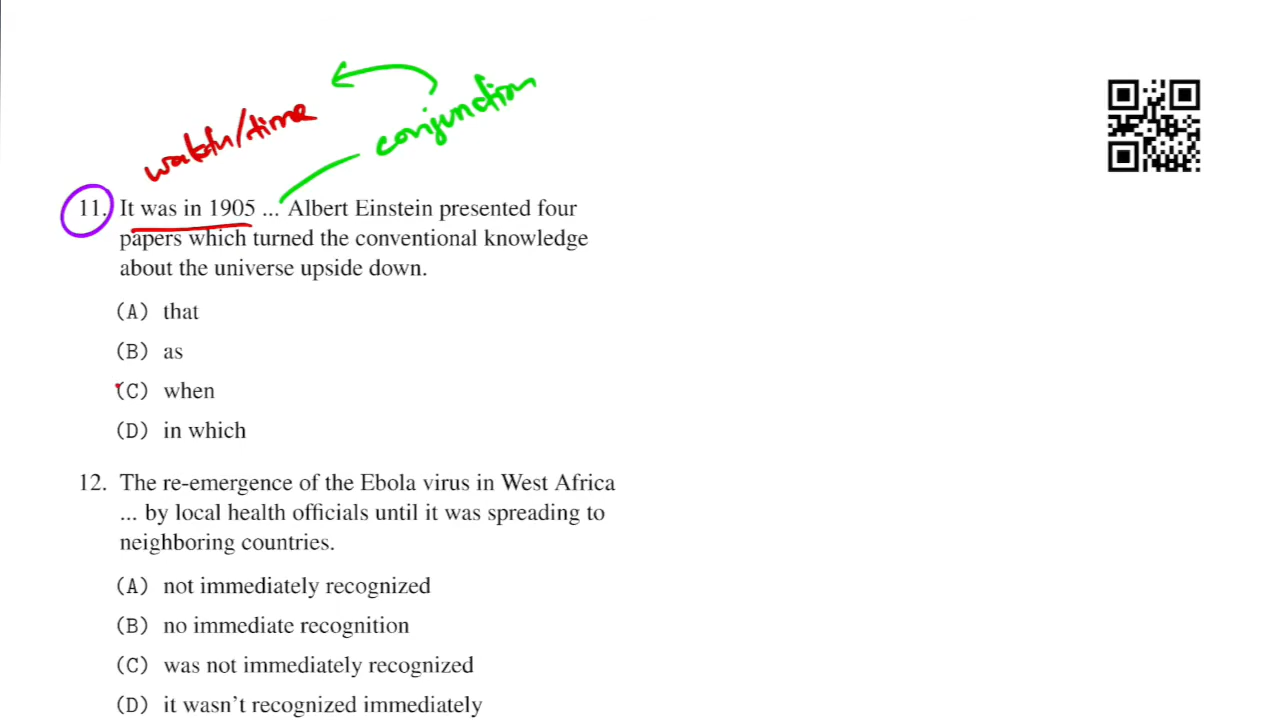 watch/time
conjunction
11. It was in 1905 ... Albert Einstein presented four
papers which turned the conventional knowledge
about the universe upside down.
(A) that
(B) as
(C) when
(D) in which
12. The re-emergence of the Ebola virus in West Africa
... by local health officials until it was spreading to
neighboring countries.
(A) not immediately recognized
(B) no immediate recognition
(C) was not immediately recognized
(D) it wasn’t recognized immediately